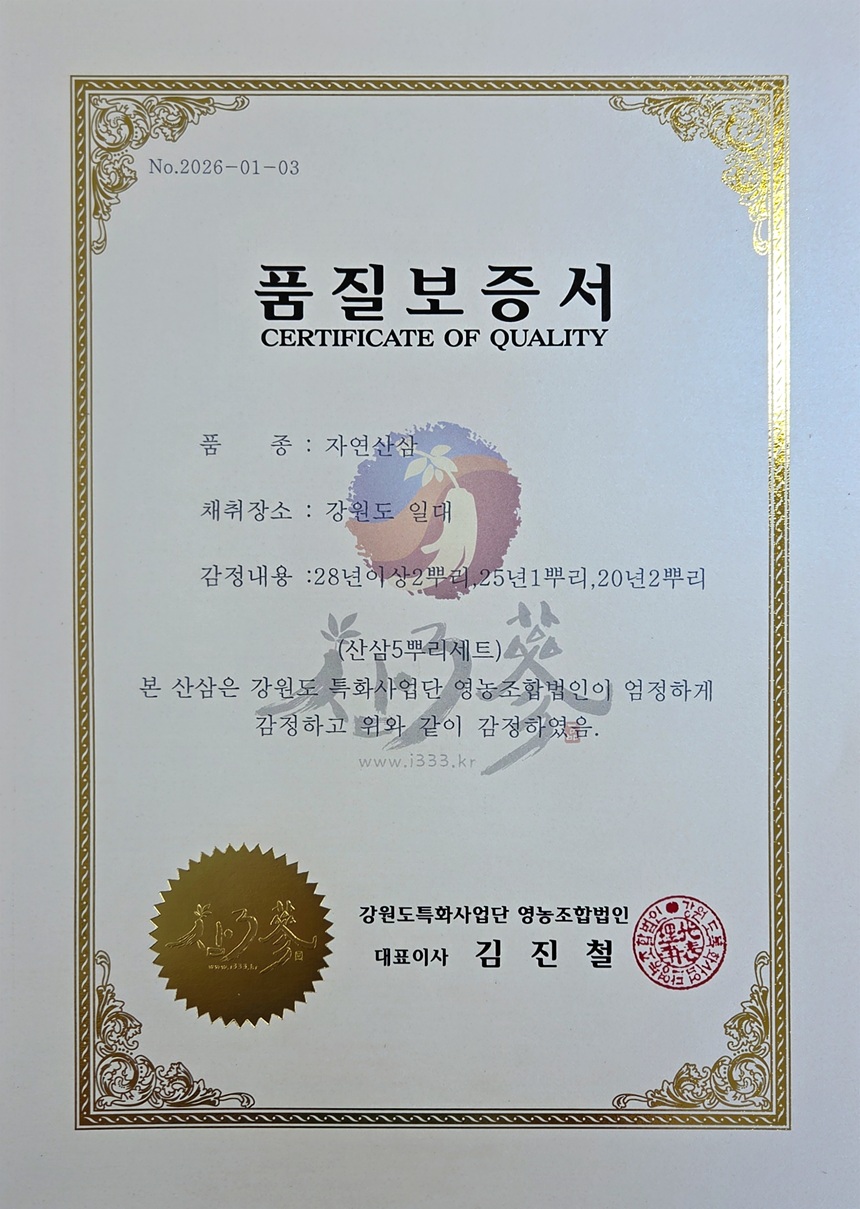 No.2026-01-03
품질보증서
CERTIFICATE OF QUALITY
품 종 : 자연산삼
채취장소 : 강원도 일대
감정내용 :28년이상2뿌리,25년1뿌리,20년2뿌리
(산삼5뿌리세트)
본 산삼은 강원도 특화사업단 영농조합법인이 엄정하게
감정하고 위와 같이 감정하였음.
www.i333.kr
www.i333.kr
강원도특화사업단 영농조합법인
대표이사 김 진 철